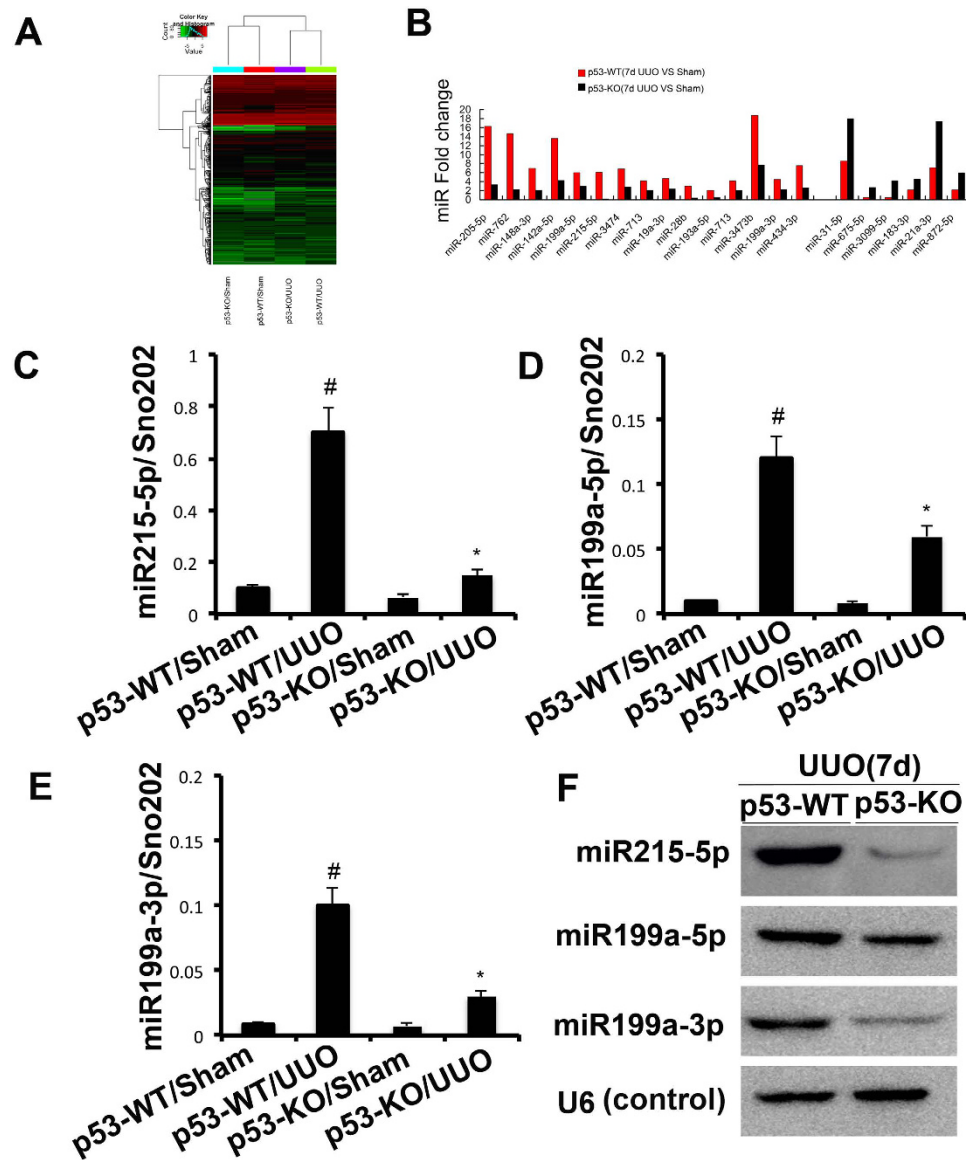 A
Color Key
and Histogram
Count
Value
p53-KO/Sham
p53-WT/Sham
p53-KO/UUO
p53-WT/UUO
B
p53-WT(7d UUO VS Sham)
p53-KO(7d UUO VS Sham)
miR Fold change
20
18
16
14
12
10
8
6
4
2
0
miR-205-5p
miR-762
miR-148a-3p
miR-142a-5p
miR-199a-5p
miR-215-5p
miR-3474
miR-713
miR-19a-3p
miR-28b
miR-193a-5p
miR-713
miR-3473b
miR-199a-3p
miR-434-3p
miR-31-5p
miR-675-5p
miR-3099-5p
miR-183-3p
miR-21a-3p
miR-872-5p
C
miR215-5p/Sno202
1
0.8
0.6
0.4
0.2
0
#
*
p53-WT/Sham
p53-WT/UUO
p53-KO/Sham
p53-KO/UUO
D
miR199a-5p/Sno202
0.2
0.15
0.1
0.05
0
#
*
p53-WT/Sham
p53-WT/UUO
p53-KO/Sham
p53-KO/UUO
E
miR199a-3p/Sno202
0.2
0.15
0.1
0.05
0
#
*
p53-WT/Sham
p53-WT/UUO
p53-KO/Sham
p53-KO/UUO
F
UUO(7d)
p53-WT p53-KO
miR215-5p
miR199a-5p
miR199a-3p
U6 (control)